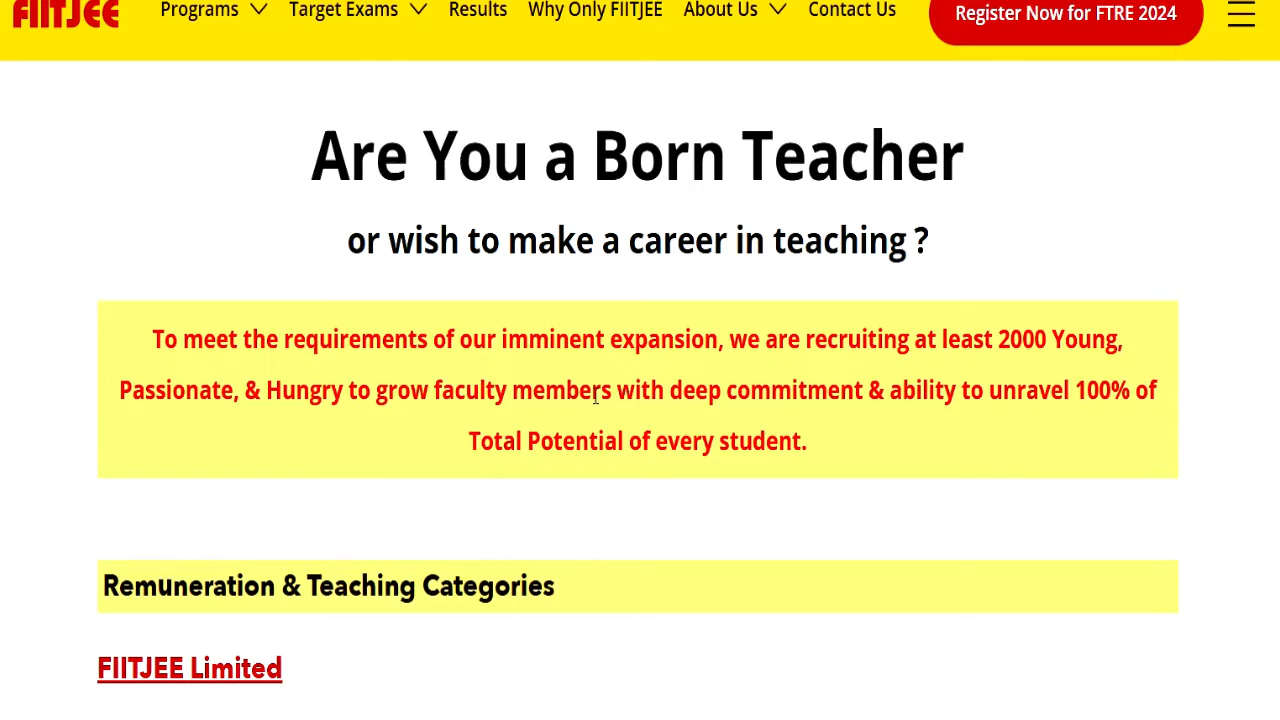 FIITJEE Programs Target Exams Results Why Only FIITJEE About Us Contact Us Register Now for FTRE 2024
Are You a Born Teacher
or wish to make a career in teaching ?
To meet the requirements of our imminent expansion, we are recruiting at least 2000 Young,
Passionate, & Hungry to grow faculty members with deep commitment & ability to unravel 100% of
Total Potential of every student.
Remuneration & Teaching Categories
FIITJEE Limited